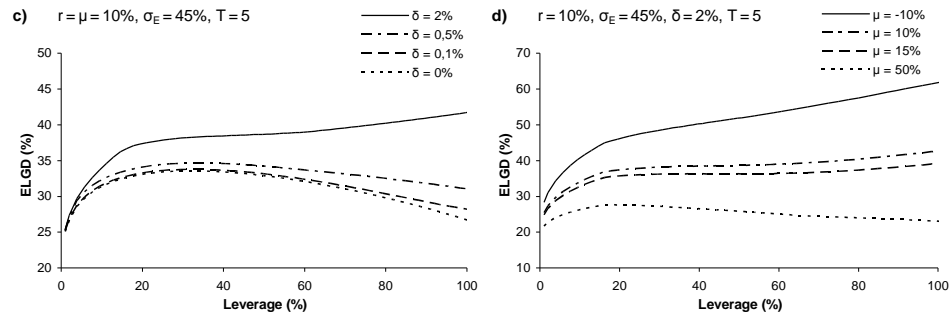 c) r = μ = 10%, σE = 45%, T = 5
δ = 2%
δ = 0,5%
δ = 0,1%
δ = 0%
50
45
40
35
30
25
20
ELGD (%)
0 20 40 60 80 100
Leverage (%)
d) r = 10%, σE = 45%, δ = 2%, T = 5
μ = -10%
μ = 10%
μ = 15%
μ = 50%
70
60
50
40
30
20
10
ELGD (%)
0 20 40 60 80 100
Leverage (%)